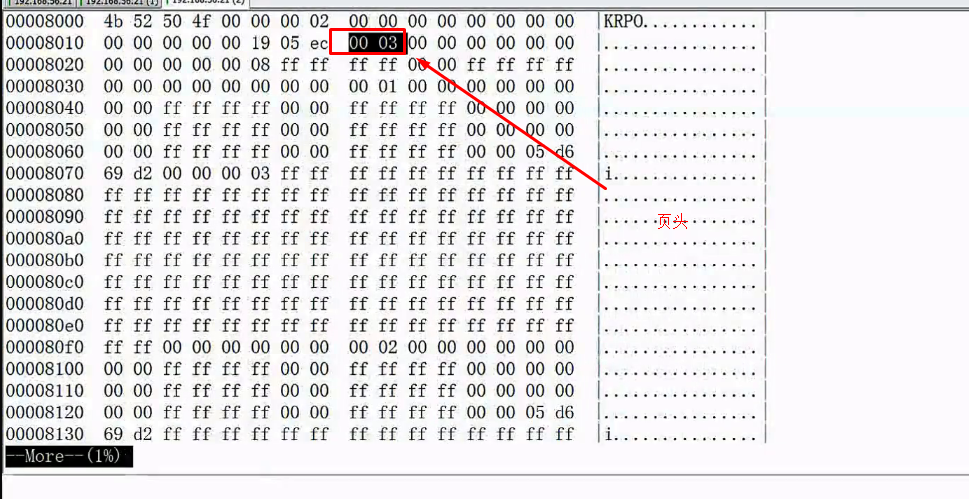 192.168.56.21 192.168.56.21 (1) 192.168.56.21 (2)
00008000 4b 52 50 4f 00 00 00 02 00 00 00 00 00 00 00 00 |KRPO............|
00008010 00 00 00 00 00 19 05 ec 00 03 00 00 00 00 00 00 |...............|
00008020 00 00 00 00 00 08 ff ff ff ff 00 00 ff ff ff ff |...............|
00008030 00 00 00 00 00 00 00 00 00 01 00 00 00 00 00 00 |...............|
00008040 00 00 ff ff ff ff 00 00 ff ff ff ff 00 00 00 00 |...............|
00008050 00 00 ff ff ff ff 00 00 ff ff ff ff 00 00 00 00 |...............|
00008060 00 00 ff ff ff ff 00 00 ff ff ff ff 00 00 05 d6 |...............|
00008070 69 d2 00 00 00 03 ff ff ff ff ff ff ff ff ff ff |i..............|
00008080 ff ff ff ff ff ff ff ff ff ff ff ff ff ff ff ff |...............|
00008090 ff ff ff ff ff ff ff ff ff ff ff ff ff ff ff ff |...............|
页头
000080a0 ff ff ff ff ff ff ff ff ff ff ff ff ff ff ff ff |...............|
000080b0 ff ff ff ff ff ff ff ff ff ff ff ff ff ff ff ff |...............|
000080c0 ff ff ff ff ff ff ff ff ff ff ff ff ff ff ff ff |...............|
000080d0 ff ff ff ff ff ff ff ff ff ff ff ff ff ff ff ff |...............|
000080e0 ff ff ff ff ff ff ff ff ff ff ff ff ff ff ff ff |...............|
000080f0 ff ff 00 00 00 00 00 00 00 02 00 00 00 00 00 00 |...............|
00008100 00 00 ff ff ff ff 00 00 ff ff ff ff 00 00 00 00 |...............|
00008110 00 00 ff ff ff ff 00 00 ff ff ff ff 00 00 00 00 |...............|
00008120 00 00 ff ff ff ff 00 00 ff ff ff ff 00 00 05 d6 |...............|
00008130 69 d2 ff ff ff ff ff ff ff ff ff ff ff ff ff ff |i..............|
--More--(1%)